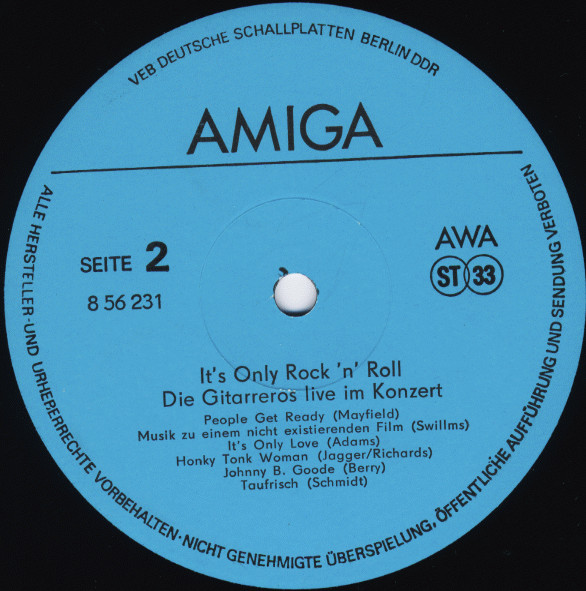 VEB DEUTSCHE SCHALLPLATTEN BERLIN DDR
AMIGA
SEITE 2
8 56 231
AWA
ST 33
It's Only Rock 'n' Roll
Die Gitarreros live im Konzert
People Get Ready (Mayfield)
Musik zu einem nicht existierenden Film (Swillms)
It's Only Love (Adams)
Honky Tonk Woman (Jagger/Richards)
Johnny B. Goode (Berry)
Taufrisch (Schmidt)
ALLE HERSTELLER-UND URHEBERRECHTE VORBEHALTEN·NICHT GENEHMIGTE ÜBERSPIELUNG, ÖFFENTLICHE AUFFÜHRUNG UND SENDUNG VERBOTEN